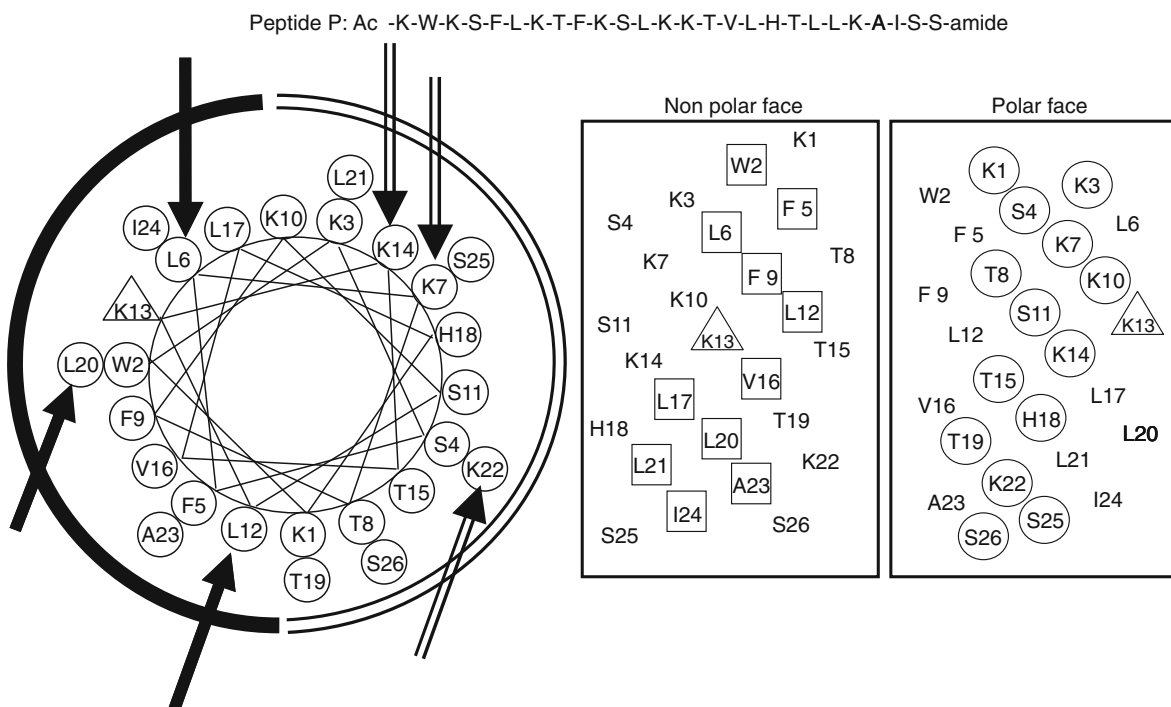 Peptide P: Ac -K-W-K-S-F-L-K-T-F-K-S-L-K-K-T-V-L-H-T-L-L-K-A-I-S-S-amide
L21
I24
L17
K10
K3
L6
K14
S25
K7
K13
H18
L20
W2
S11
F9
S4
V16
K22
T15
F5
L12
K1
T8
A23
S26
T19
Non polar face
K1
W2
K3
F 5
S4
L6
T8
K7
F 9
K10
L12
S11
K13
T15
K14
V16
L17
T19
H18
L20
K22
L21
A23
I24
S26
S25
Polar face
K1
K3
W2
S4
L6
F 5
K7
T8
K10
F 9
S11
K13
L12
K14
T15
L17
V16
H18
T19
L20
L21
K22
A23
I24
S25
S26